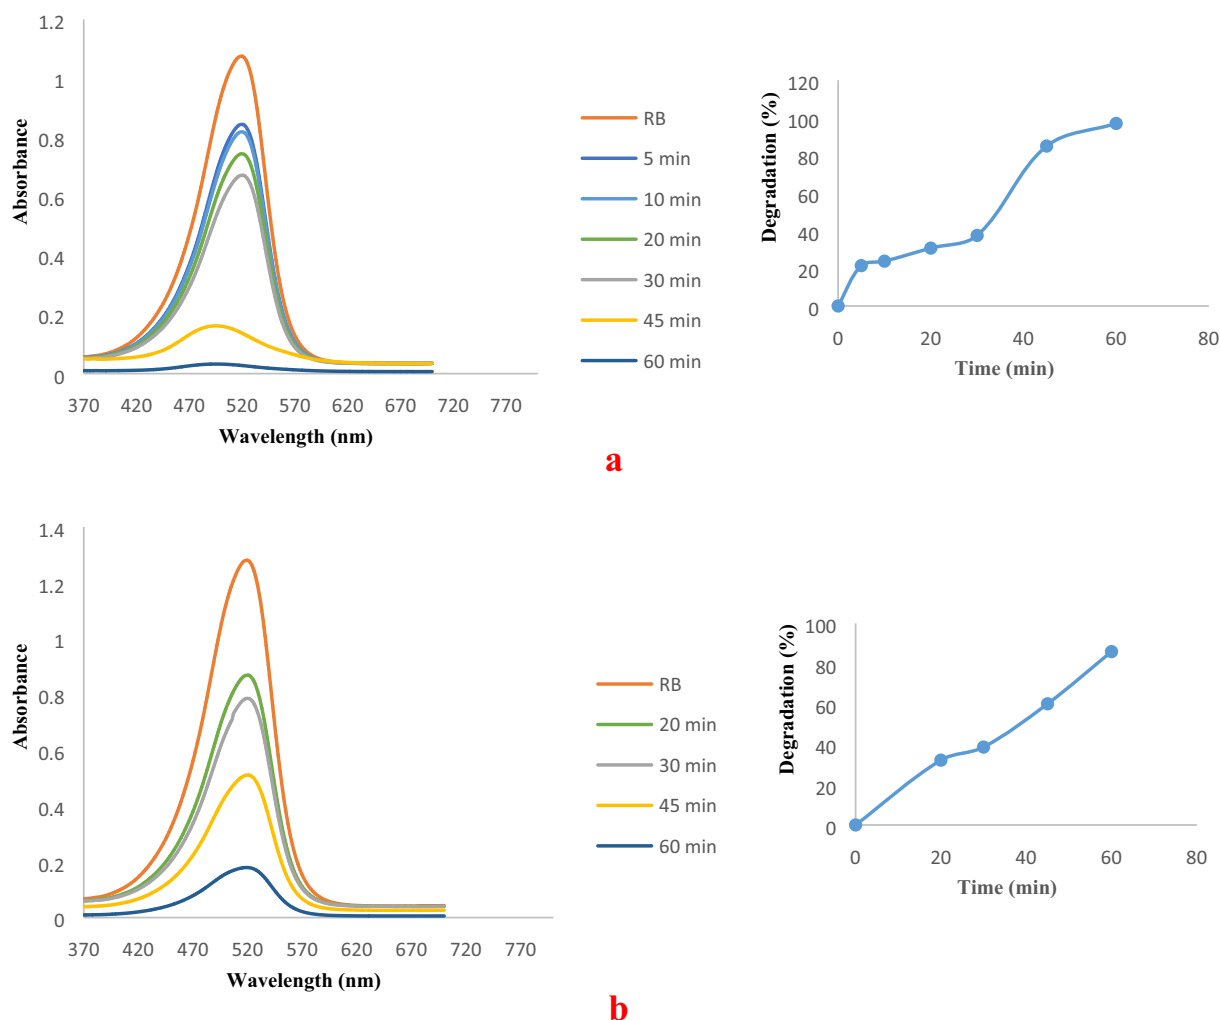 1.2
1
0.8
0.6
0.4
0.2
0
370 420 470 520 570 620 670 720 770
Absorbance
Wavelength (nm)
RB
5 min
10 min
20 min
30 min
45 min
60 min
120
100
80
60
40
20
0
0 20 40 60 80
Degradation (%)
Time (min)
a
1.4
1.2
1
0.8
0.6
0.4
0.2
0
370 420 470 520 570 620 670 720 770
Absorbance
Wavelength (nm)
RB
20 min
30 min
45 min
60 min
100
80
60
40
20
0
0 20 40 60 80
Degradation (%)
Time (min)
b